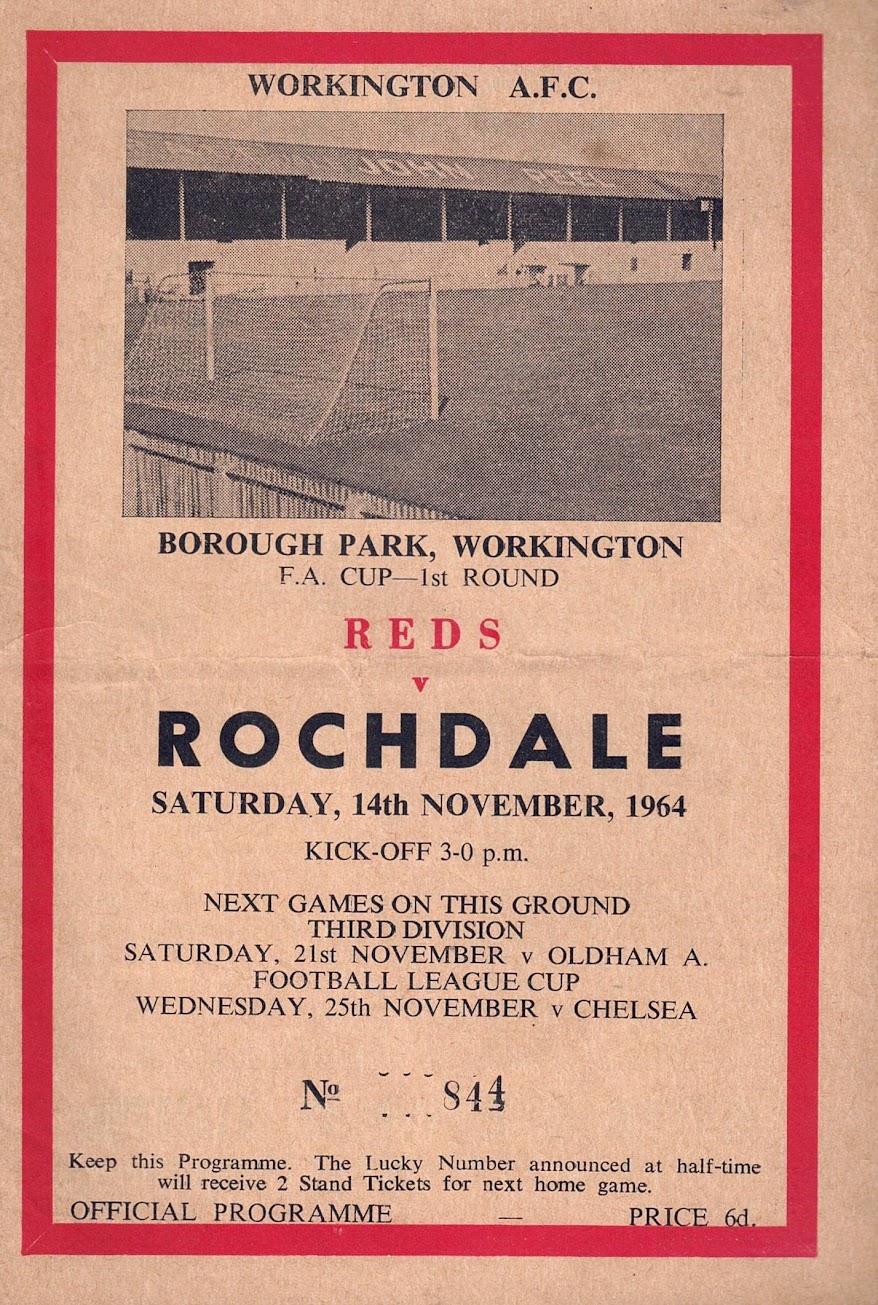 WORKINGTON A.F.C.
JOHN PEEL
BOROUGH PARK, WORKINGTON
F.A. CUP—1st ROUND
REDS
v
ROCHDALE
SATURDAY, 14th NOVEMBER, 1964
KICK-OFF 3-0 p.m.
NEXT GAMES ON THIS GROUND
THIRD DIVISION
SATURDAY, 21st NOVEMBER v OLDHAM A.
FOOTBALL LEAGUE CUP
WEDNESDAY, 25th NOVEMBER v CHELSEA
Nº 844
Keep this Programme. The Lucky Number announced at half-time
will receive 2 Stand Tickets for next home game.
OFFICIAL PROGRAMME — PRICE 6d.